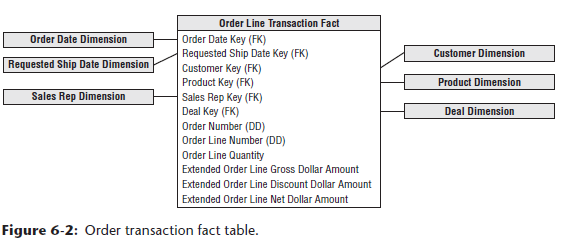 Order Line Transaction Fact
Order Date Dimension
Requested Ship Date Dimension
Sales Rep Dimension
Order Date Key (FK)
Requested Ship Date Key (FK)
Customer Key (FK)
Product Key (FK)
Sales Rep Key (FK)
Deal Key (FK)
Order Number (DD)
Order Line Number (DD)
Order Line Quantity
Extended Order Line Gross Dollar Amount
Extended Order Line Discount Dollar Amount
Extended Order Line Net Dollar Amount
Customer Dimension
Product Dimension
Deal Dimension
Figure 6-2: Order transaction fact table.